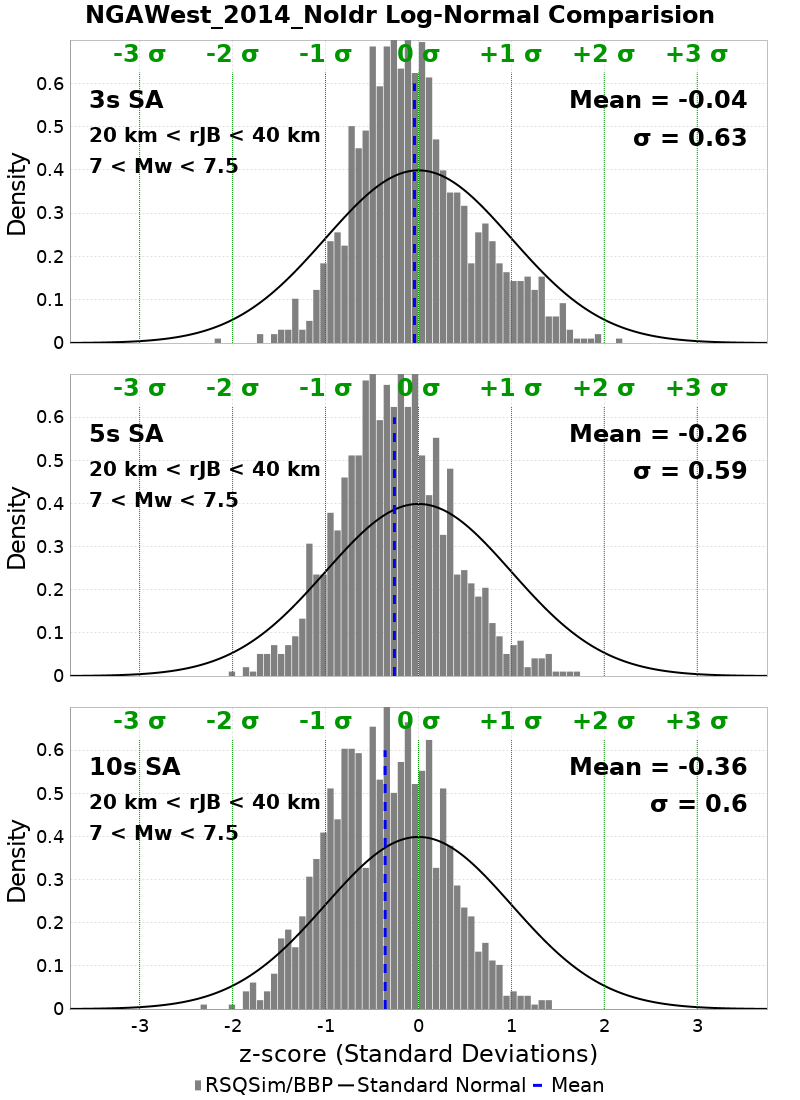 NGAWest_2014_NoIdr Log-Normal Comparision
-3 σ -2 σ -1 σ 0 σ +1 σ +2 σ +3 σ
3s SA
20 km < rJB < 40 km
7 < Mw < 7.5
Mean = -0.04
σ = 0.63
Density
0.6
0.5
0.4
0.3
0.2
0.1
0
-3 σ -2 σ -1 σ 0 σ +1 σ +2 σ +3 σ
5s SA
20 km < rJB < 40 km
7 < Mw < 7.5
Mean = -0.26
σ = 0.59
Density
0.6
0.5
0.4
0.3
0.2
0.1
0
-3 σ -2 σ -1 σ 0 σ +1 σ +2 σ +3 σ
10s SA
20 km < rJB < 40 km
7 < Mw < 7.5
Mean = -0.36
σ = 0.6
Density
0.6
0.5
0.4
0.3
0.2
0.1
0
-3 -2 -1 0 1 2 3
z-score (Standard Deviations)
RSQSim/BBP Standard Normal Mean